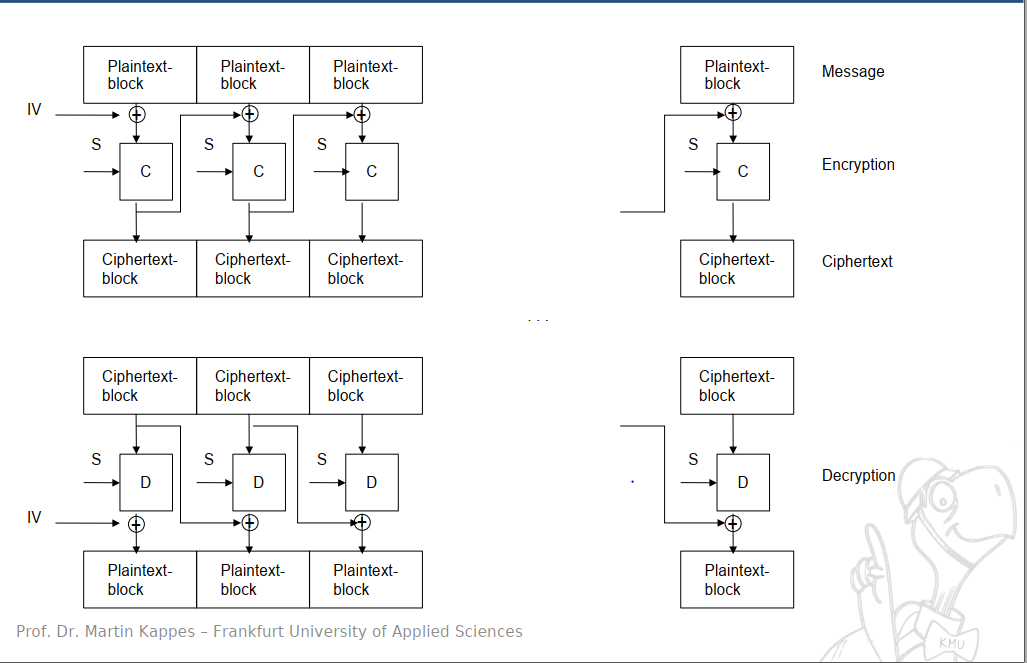 Plaintext-
block
Plaintext-
block
Plaintext-
block
Plaintext-
block
Message
IV
S
C
S
C
S
C
S
C
Encryption
Ciphertext-
block
Ciphertext-
block
Ciphertext-
block
Ciphertext-
block
Ciphertext
. . .
Ciphertext-
block
Ciphertext-
block
Ciphertext-
block
Ciphertext-
block
S
D
S
D
S
D
S
D
Decryption
IV
Plaintext-
block
Plaintext-
block
Plaintext-
block
Plaintext-
block
Prof. Dr. Martin Kappes – Frankfurt University of Applied Sciences
KMU